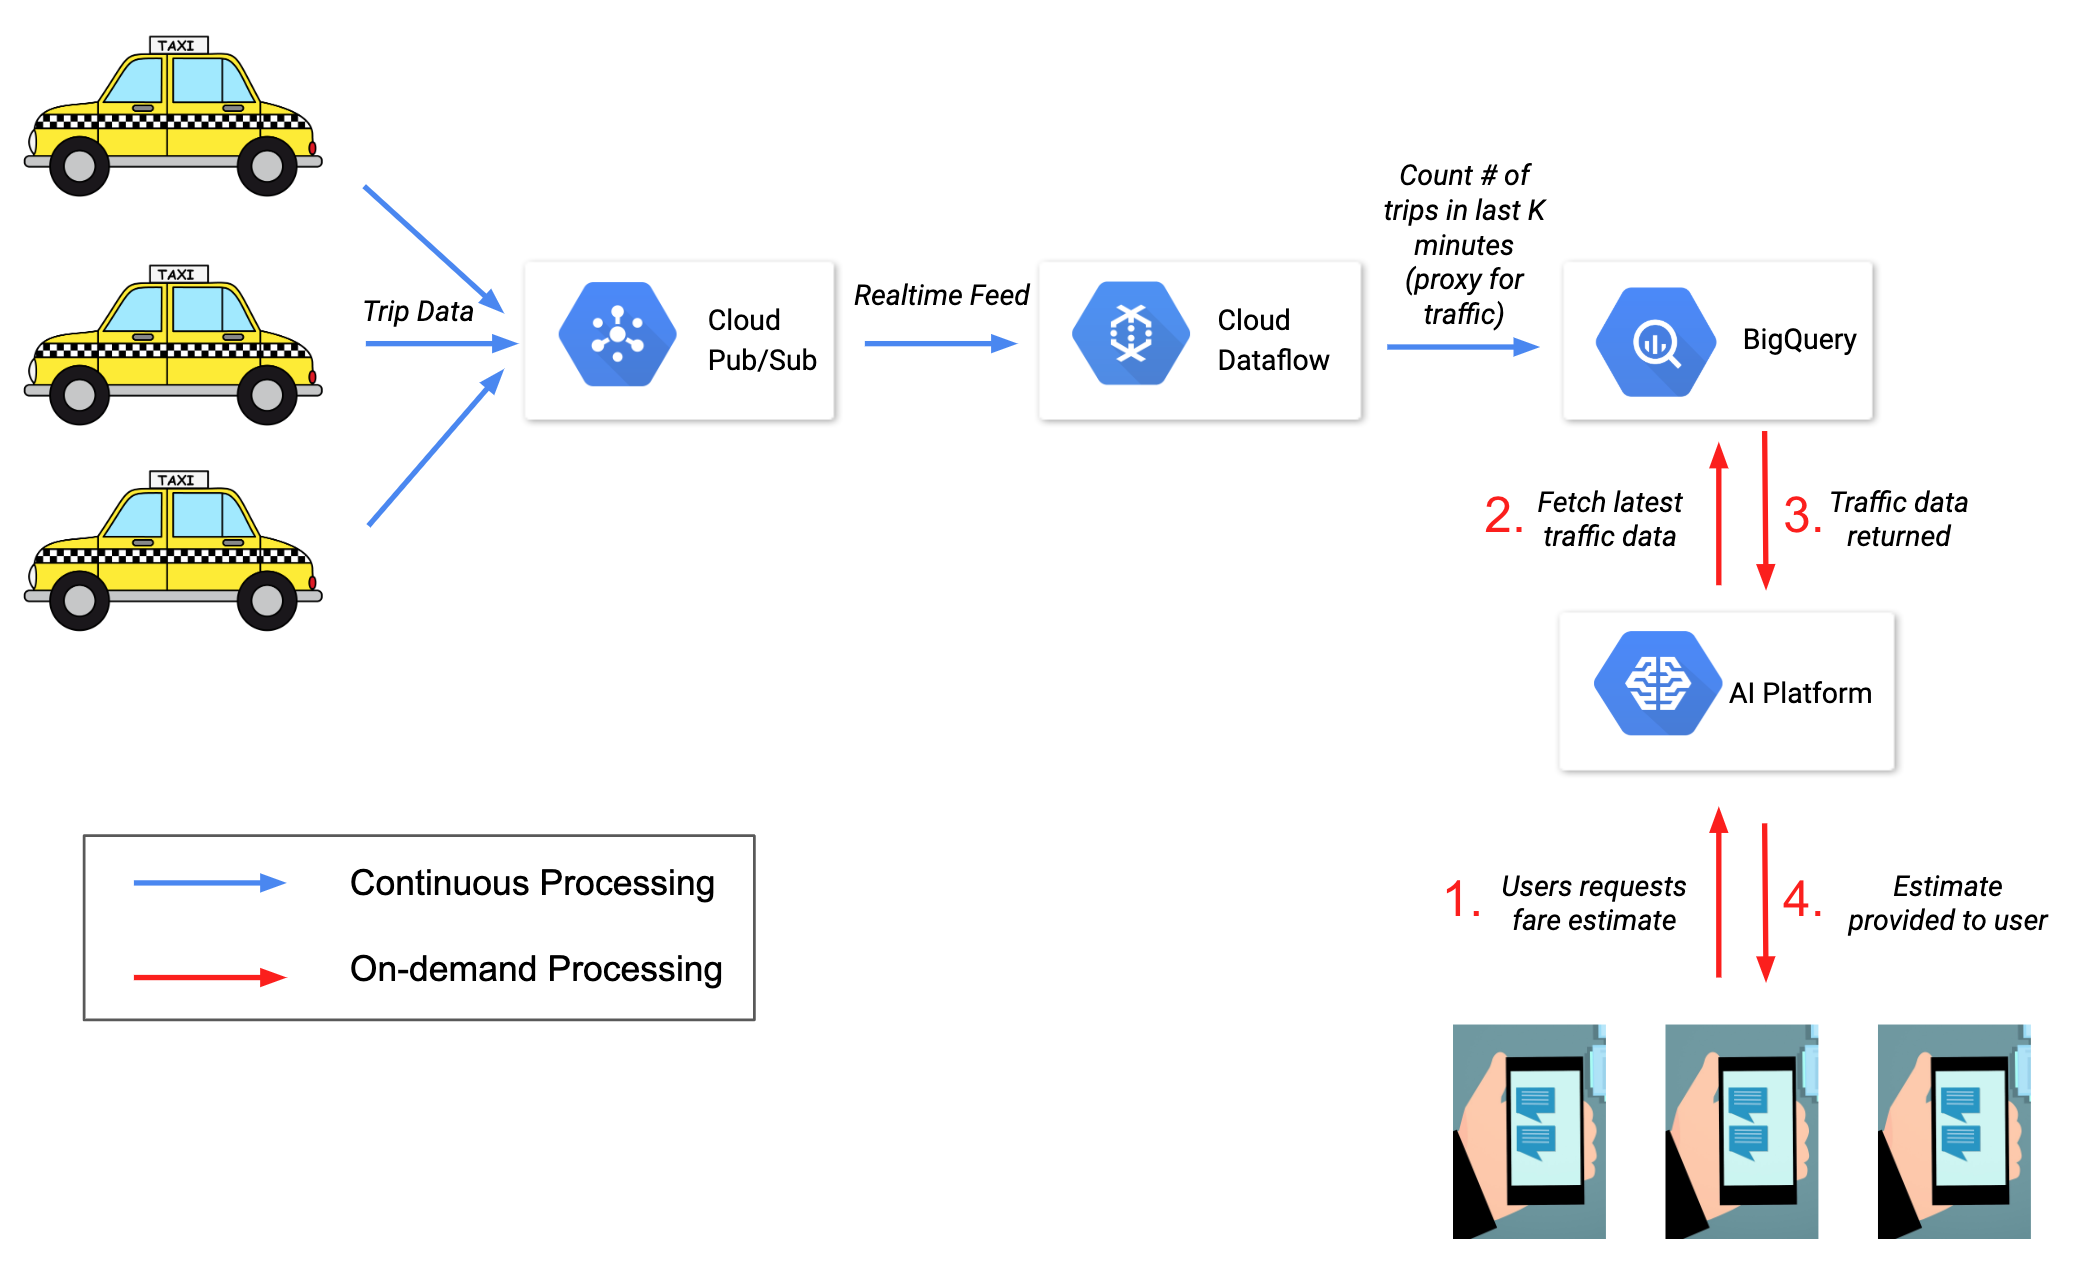 TAXI
TAXI
TAXI
Trip Data
Cloud
Pub/Sub
Realtime Feed
Cloud
Dataflow
Count # of
trips in last K
minutes
(proxy for
traffic)
BigQuery
2. Fetch latest
traffic data
3. Traffic data
returned
AI Platform
1. Users requests
fare estimate
4. Estimate
provided to user
Continuous Processing
On-demand Processing